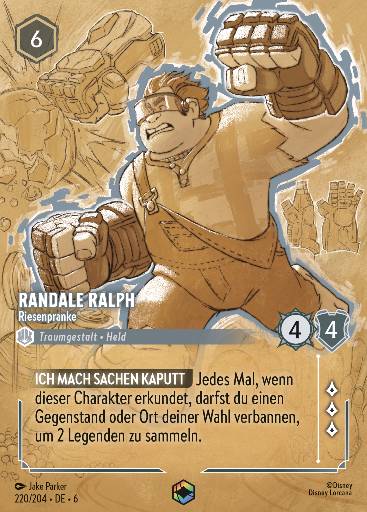 6
RANDALE RALPH
Riesenpranke
Traumgestalt • Held
4 4
ICH MACH SACHEN KAPUTT Jedes Mal, wenn
dieser Charakter erkundet, darfst du einen
Gegenstand oder Ort deiner Wahl verbannen,
um 2 Legenden zu sammeln.
Jake Parker
220/204 • DE • 6
©Disney
Disney Lorcana